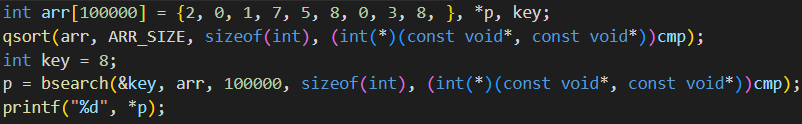 int arr[100000] = {2, 0, 1, 7, 5, 8, 0, 3, 8, }, *p, key;
qsort(arr, ARR_SIZE, sizeof(int), (int(*)(const void*, const void*))cmp);
int key = 8;
p = bsearch(&key, arr, 100000, sizeof(int), (int(*)(const void*, const void*))cmp);
printf("%d", *p);